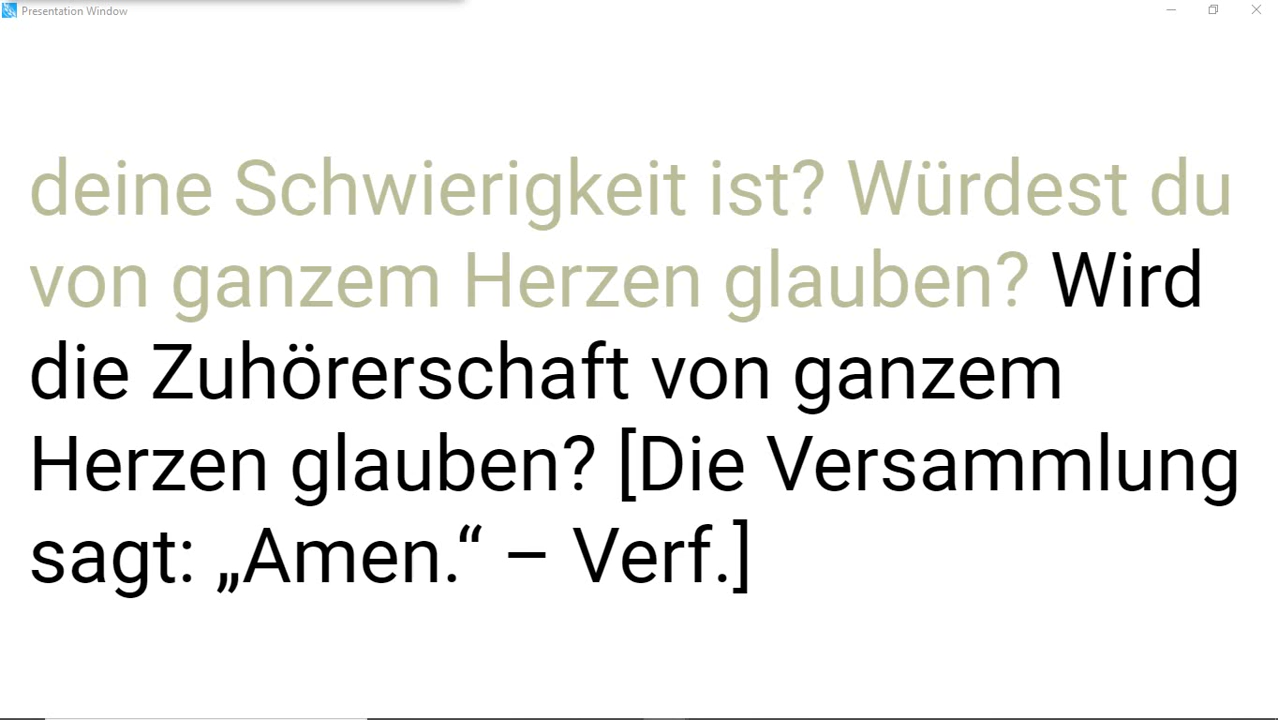 Presentation Window
deine Schwierigkeit ist? Würdest du
von ganzem Herzen glauben? Wird
die Zuhörerschaft von ganzem
Herzen glauben? [Die Versammlung
sagt: „Amen.“ – Verf.]